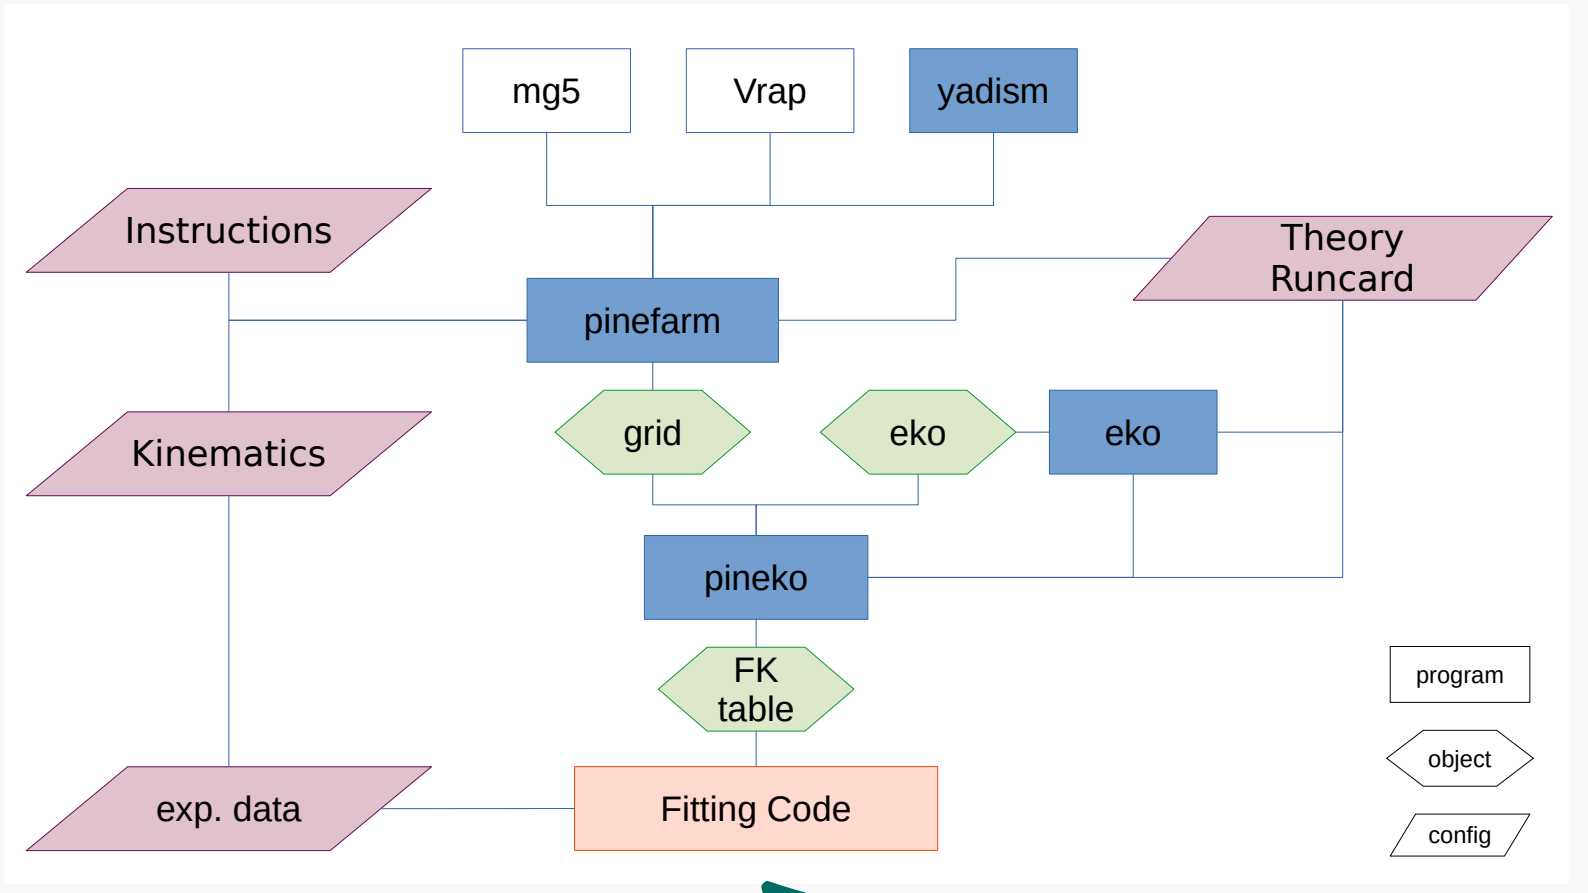 mg5
Vrap
yadism
Instructions
Theory
Runcard
pinefarm
grid
eko
eko
Kinematics
pineko
FK
table
program
object
exp. data
Fitting Code
config